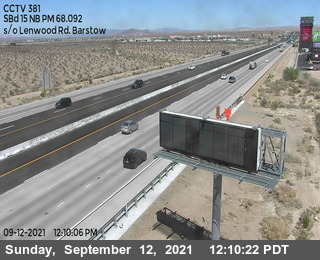 CCTV 381
SBd 15 NB PM 68.092
s/o Lenwood Rd. Barstow
09-12-2021 12:10:06 PM
Sunday, September 12, 2021 12:10:22 PDT